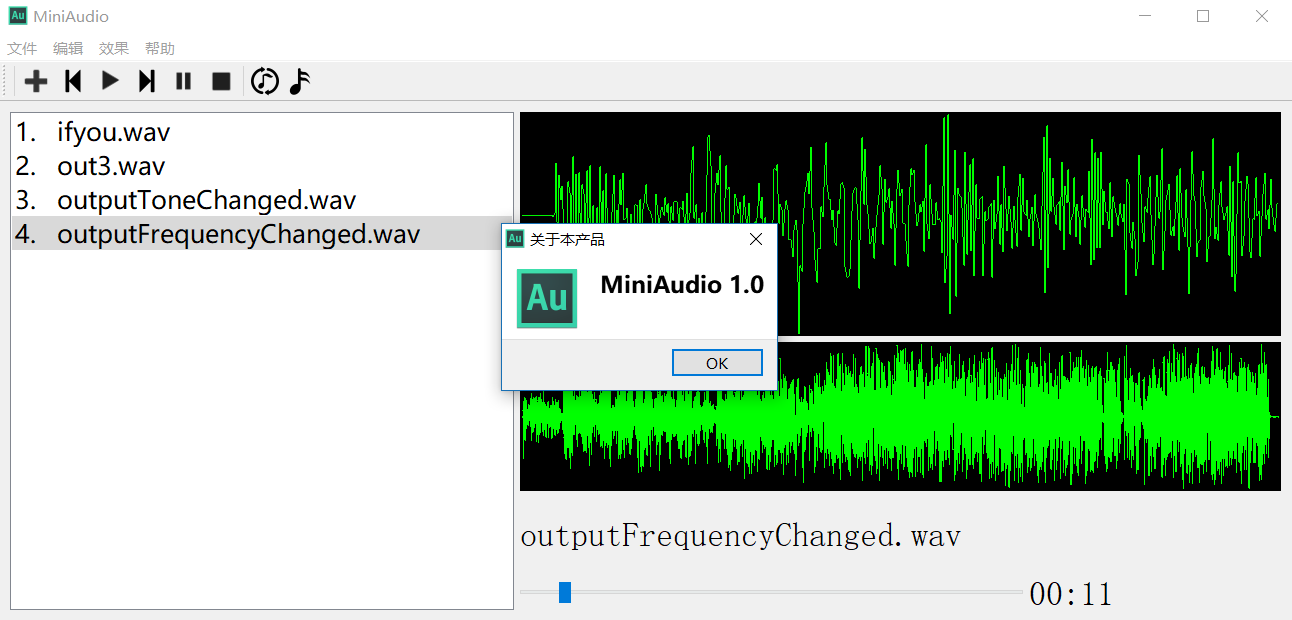 Au MiniAudio
文件 编辑 效果 帮助
1. ifyou.wav
2. out3.wav
3. outputToneChanged.wav
4. outputFrequencyChanged.wav
Au 关于本产品
Au MiniAudio 1.0
OK
outputFrequencyChanged.wav
00:11